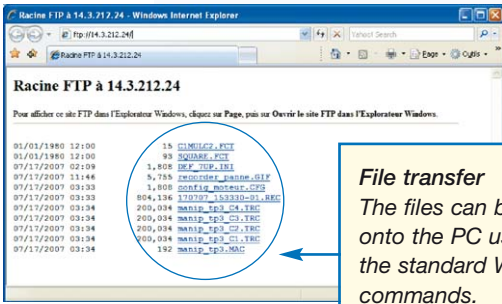 Racine FTP à 14.3.212.24 - Windows Internet Explorer
ftp://14.3.212.24/
Yahoo! Search
Racine FTP à 14.3.212.24
Page
Outils
Racine FTP à 14.3.212.24
Pour afficher ce site FTP dans l'Explorateur Windows, cliquez sur Page, puis sur Ouvrir le site FTP dans l'Explorateur Windows.
01/01/1980 12:00 15 C1MULC2.FCT
01/01/1980 12:00 93 SQUARE.FCT
07/17/2007 02:09 1,808 DEF_7UP.INI
07/17/2007 11:46 5,755 recorder_panne.GIF
07/17/2007 03:33 1,808 config_moteur.CFG
07/17/2007 03:33 804,136 170707_153330-01.REC
07/17/2007 03:34 200,034 manip_tp3_C4.TRC
07/17/2007 03:34 200,034 manip_tp3_C3.TRC
07/17/2007 03:34 200,034 manip_tp3_C2.TRC
07/17/2007 03:34 200,034 manip_tp3_C1.TRC
07/17/2007 03:34 192 manip_tp3.MAC
File transfer
The files can b
onto the PC u
the standard W
commands.